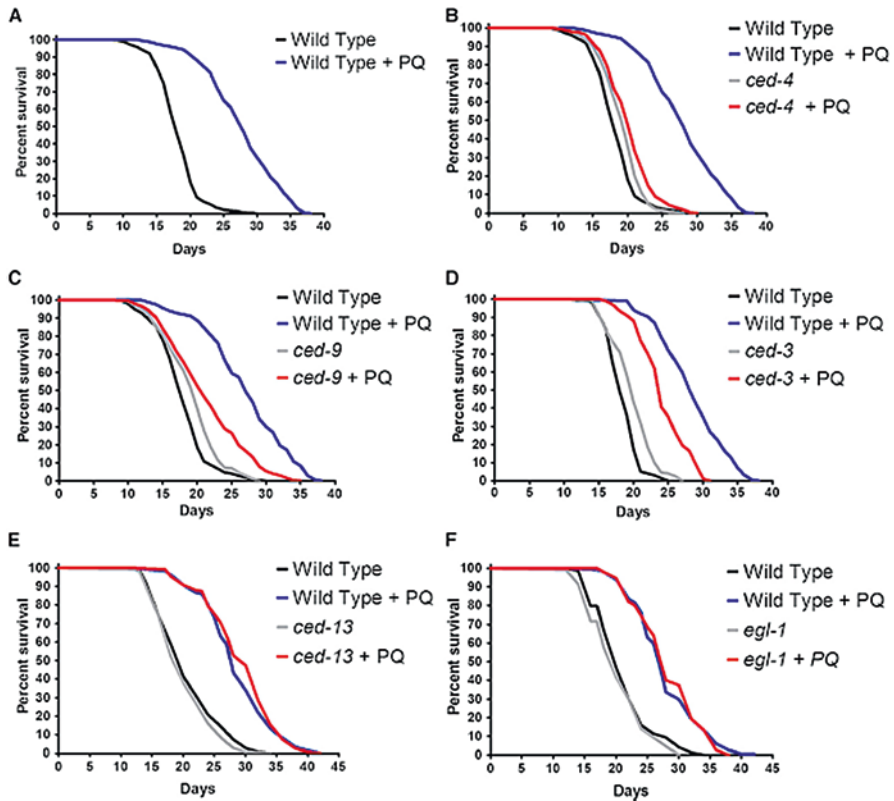 A
Percent survival
100
90
80
70
60
50
40
30
20
10
0
0 5 10 15 20 25 30 35 40
Days
Wild Type
Wild Type + PQ
B
Percent survival
100
90
80
70
60
50
40
30
20
10
0
0 5 10 15 20 25 30 35 40
Days
Wild Type
Wild Type + PQ
ced-4
ced-4 + PQ
C
Percent survival
100
90
80
70
60
50
40
30
20
10
0
0 5 10 15 20 25 30 35 40
Days
Wild Type
Wild Type + PQ
ced-9
ced-9 + PQ
D
Percent survival
100
90
80
70
60
50
40
30
20
10
0
0 5 10 15 20 25 30 35 40
Days
Wild Type
Wild Type + PQ
ced-3
ced-3 + PQ
E
Percent survival
100
90
80
70
60
50
40
30
20
10
0
0 5 10 15 20 25 30 35 40 45
Days
Wild Type
Wild Type + PQ
ced-13
ced-13 + PQ
F
Percent survival
100
90
80
70
60
50
40
30
20
10
0
0 5 10 15 20 25 30 35 40 45
Days
Wild Type
Wild Type + PQ
egl-1
egl-1 + PQ